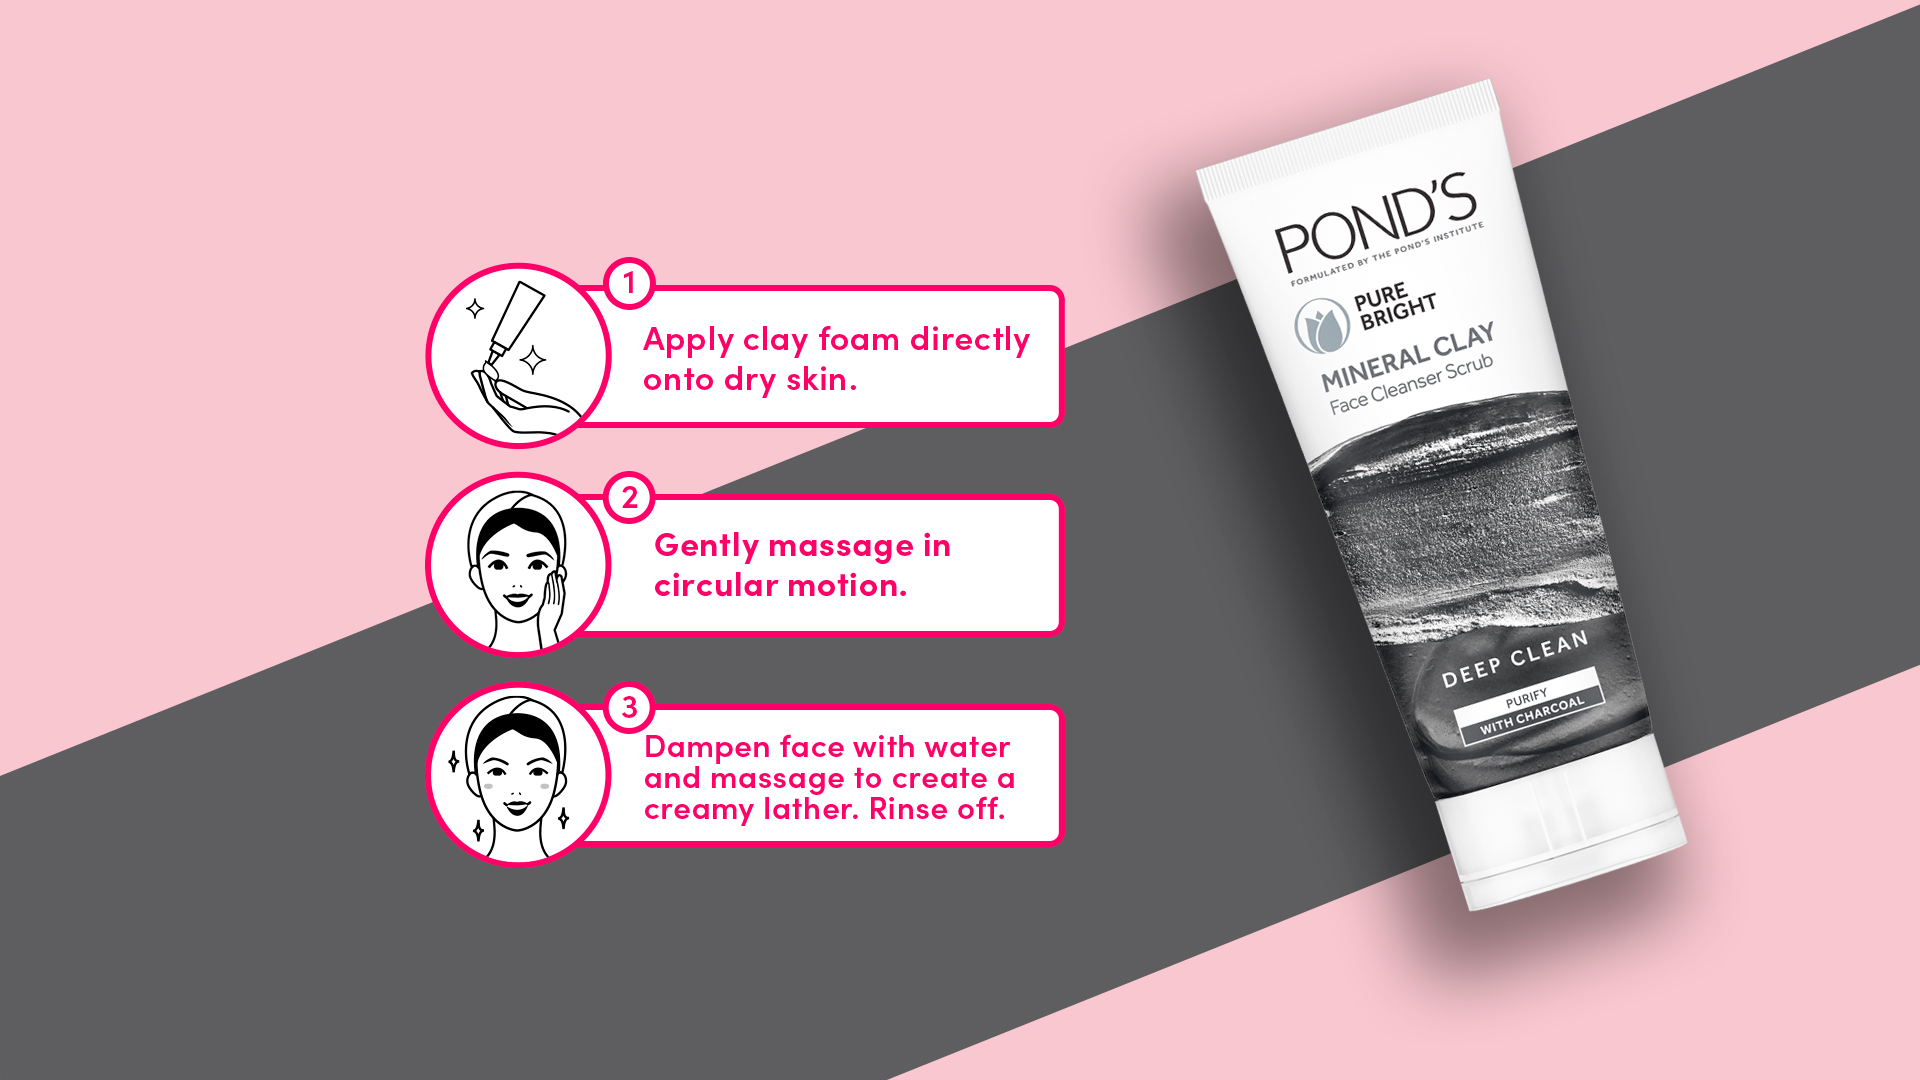 1
Apply clay foam directly
onto dry skin.
2
Gently massage in
circular motion.
3
Dampen face with water
and massage to create a
creamy lather. Rinse off.
POND'S
FORMULATED BY THE POND'S INSTITUTE
PURE
BRIGHT
MINERAL CLAY
Face Cleanser Scrub
DEEP CLEAN
PURIFY
WITH CHARCOAL